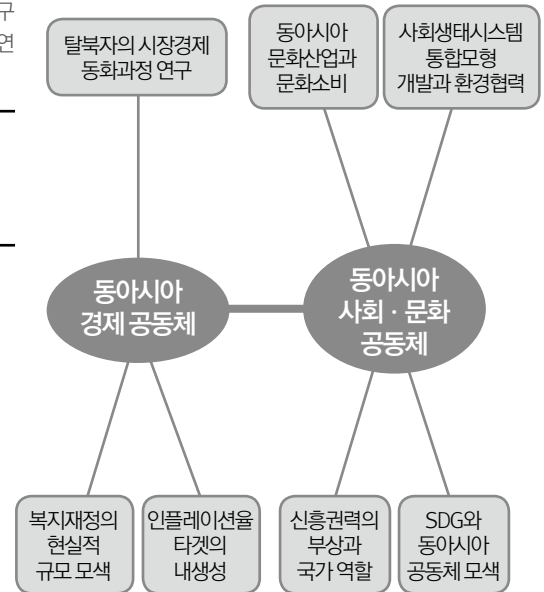 구
연
탈북자의 시장경제
동화과정 연구
동아시아
문화산업과
문화소비
사회생태시스템
통합모형
개발과 환경협력
동아시아
경제 공동체
동아시아
사회 · 문화
공동체
복지재정의
현실적
규모 모색
인플레이션율
타겟의
내생성
신흥권력의
부상과
국가 역할
SDG와
동아시아
공동체 모색